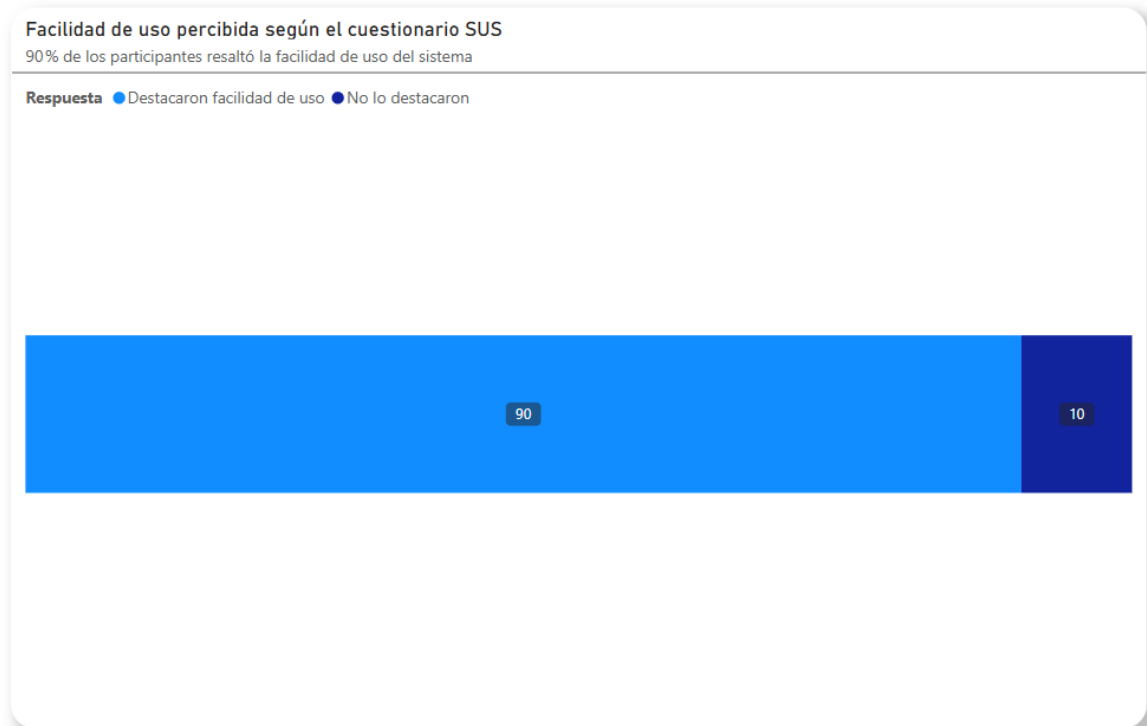 Facilidad de uso percibida según el cuestionario SUS
90% de los participantes resaltó la facilidad de uso del sistema
Respuesta Destacaron facilidad de uso No lo destacaron
90 10